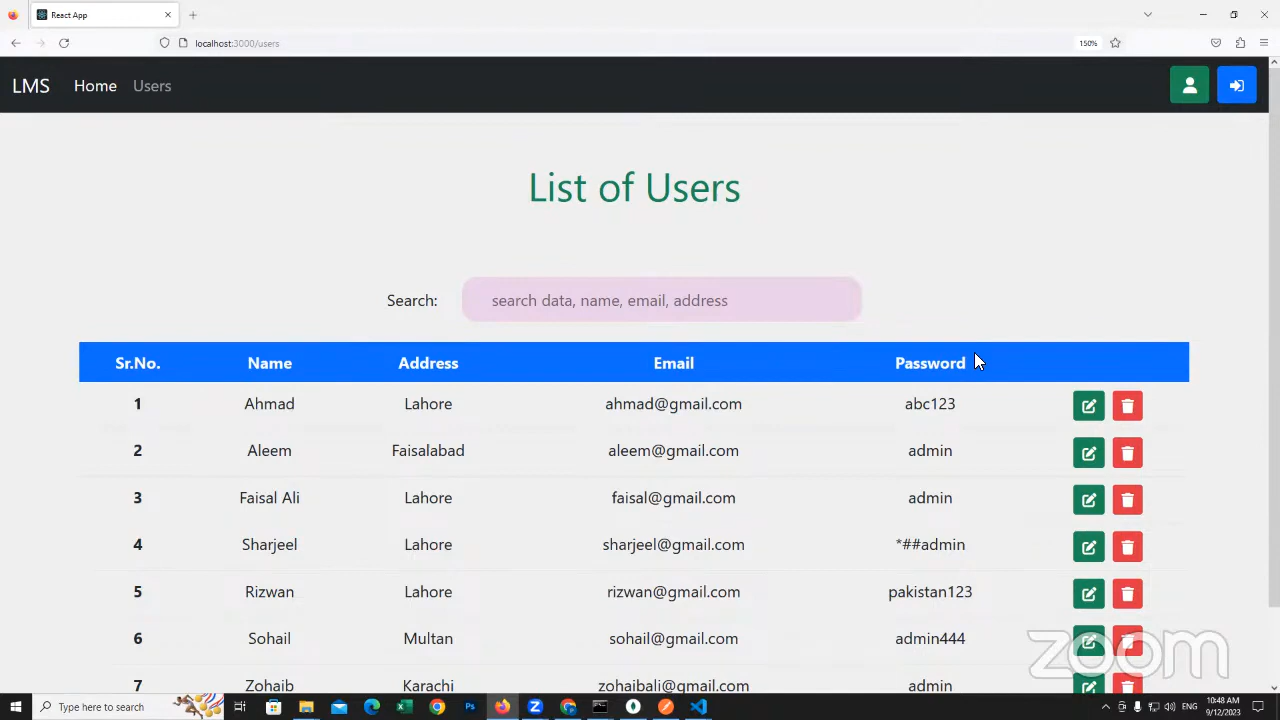 React App
localhost:3000/users
150%
LMS Home Users
List of Users
Search: search data, name, email, address
Sr.No. Name Address Email Password
1 Ahmad Lahore ahmad@gmail.com abc123
2 Aleem Faisalabad aleem@gmail.com admin
3 Faisal Ali Lahore faisal@gmail.com admin
4 Sharjeel Lahore sharjeel@gmail.com *##admin
5 Rizwan Lahore rizwan@gmail.com pakistan123
6 Sohail Multan sohail@gmail.com admin444
7 Zohaib Karachi zohaibali@gmail.com admin
zoom
Type here to search
Ps
ENG
10:48 AM
9/12/2023